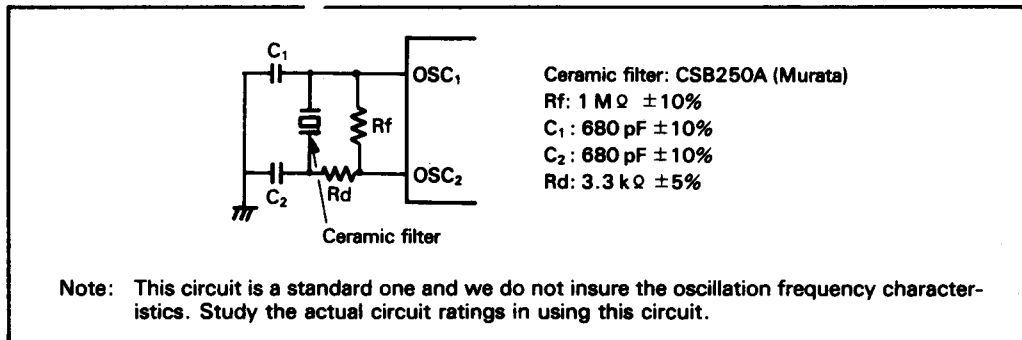 C₁
OSC₁
Rf
OSC₂
Rd
C₂
Ceramic filter
Ceramic filter: CSB250A (Murata)
Rf: 1 MΩ ±10%
C₁ : 680 pF ±10%
C₂ : 680 pF ±10%
Rd: 3.3 kΩ ±5%
Note: This circuit is a standard one and we do not insure the oscillation frequency character-
istics. Study the actual circuit ratings in using this circuit.